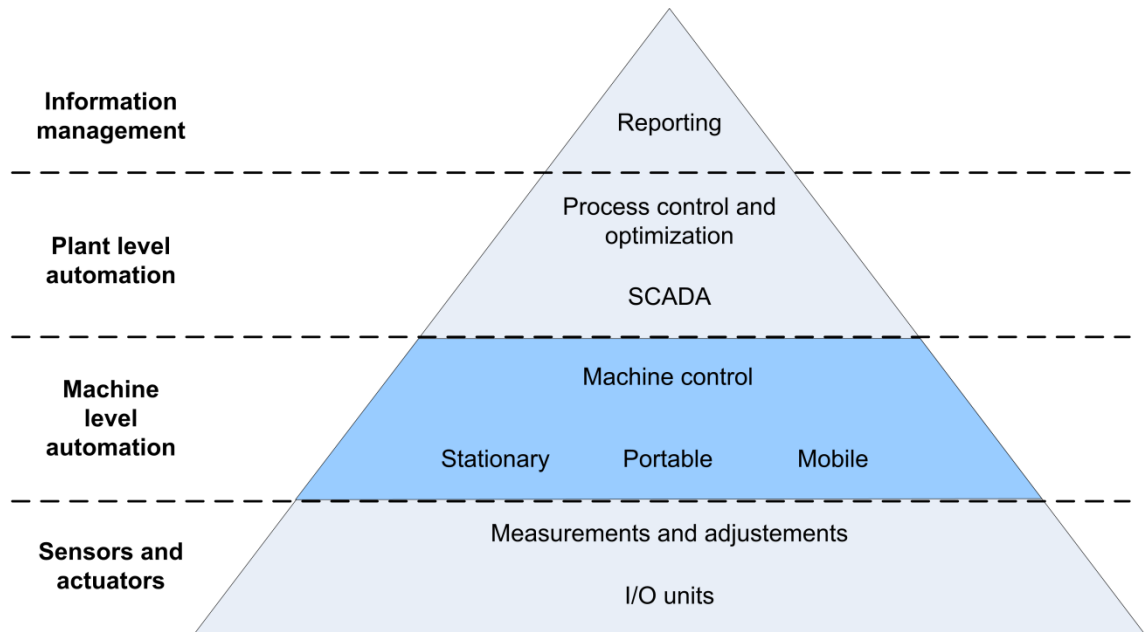 Information
management
Reporting
Process control and
optimization
Plant level
automation
SCADA
Machine control
Machine
level
automation
Stationary Portable Mobile
Measurements and adjustements
Sensors and
actuators
I/O units